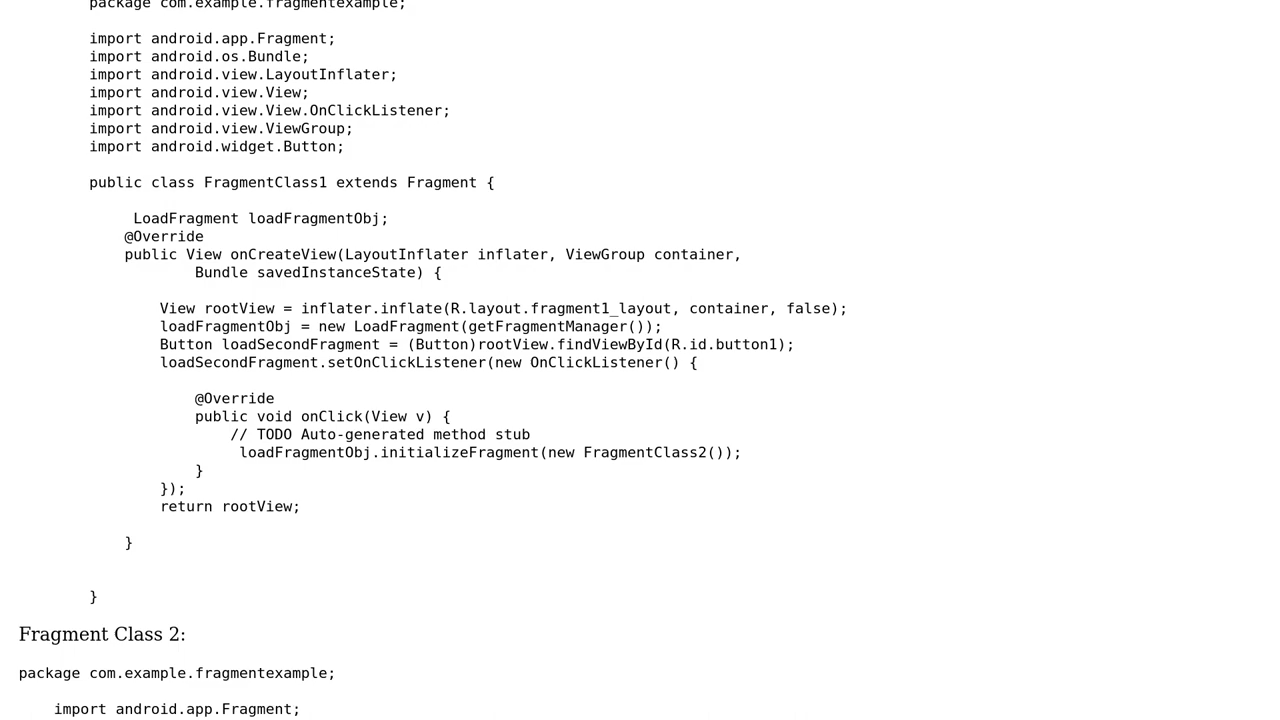 package com.example.fragmentexample;
import android.app.Fragment;
import android.os.Bundle;
import android.view.LayoutInflater;
import android.view.View;
import android.view.View.OnClickListener;
import android.view.ViewGroup;
import android.widget.Button;
public class FragmentClass1 extends Fragment {
LoadFragment loadFragmentObj;
@Override
public View onCreateView(LayoutInflater inflater, ViewGroup container,
Bundle savedInstanceState) {
View rootView = inflater.inflate(R.layout.fragment1_layout, container, false);
loadFragmentObj = new LoadFragment(getFragmentManager());
Button loadSecondFragment = (Button)rootView.findViewById(R.id.button1);
loadSecondFragment.setOnClickListener(new OnClickListener() {
@Override
public void onClick(View v) {
// TODO Auto-generated method stub
loadFragmentObj.initializeFragment(new FragmentClass2());
}
});
return rootView;
}
}
Fragment Class 2:
package com.example.fragmentexample;
import android.app.Fragment;